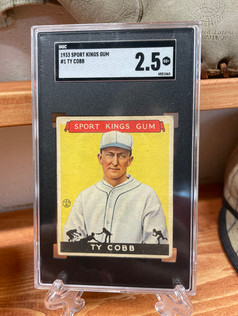 SGC
1933 SPORT KINGS GUM
#1 TY COBB
2.5
SPORT KINGS GUM
TY COBB